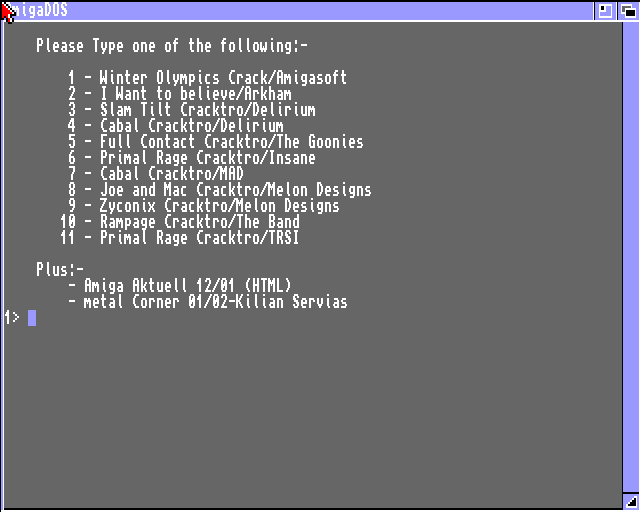 AmigaDOS
Please Type one of the following:-
1 - Winter Olympics Crack/Amigasoft
2 - I Want to believe/Arkham
3 - Slam Tilt Cracktro/Delirium
4 - Cabal Cracktro/Delirium
5 - Full Contact Cracktro/The Goonies
6 - Primal Rage Cracktro/Insane
7 - Cabal Cracktro/MAD
8 - Joe and Mac Cracktro/Melon Designs
9 - Zyconix Cracktro/Melon Designs
10 - Rampage Cracktro/The Band
11 - Primal Rage Cracktro/TRSI
Plus:-
- Amiga Aktuell 12/01 (HTML)
- metal Corner 01/02-Kilian Servias
1>